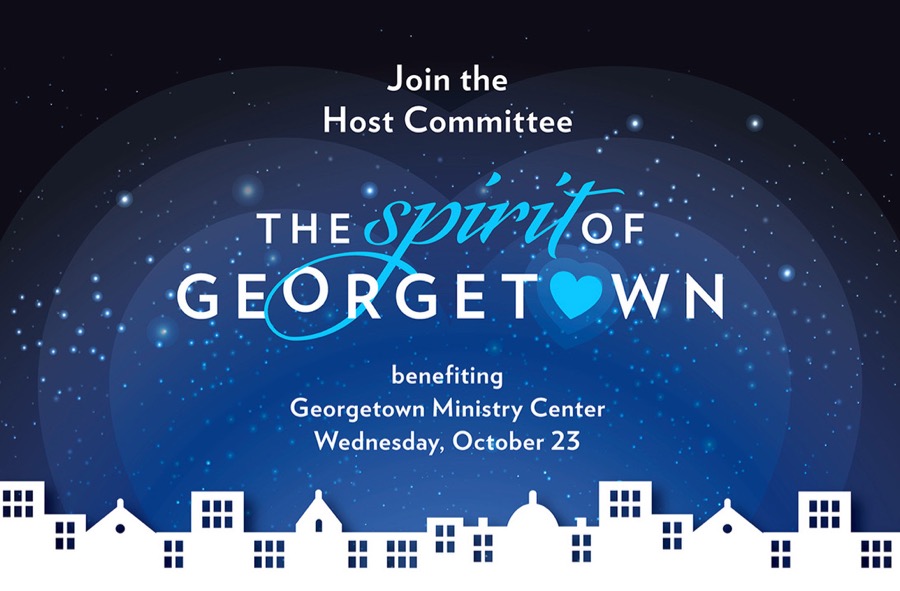 Join the
Host Committee
THE spirit OF
GEORGETOWN
benefiting
Georgetown Ministry Center
Wednesday, October 23